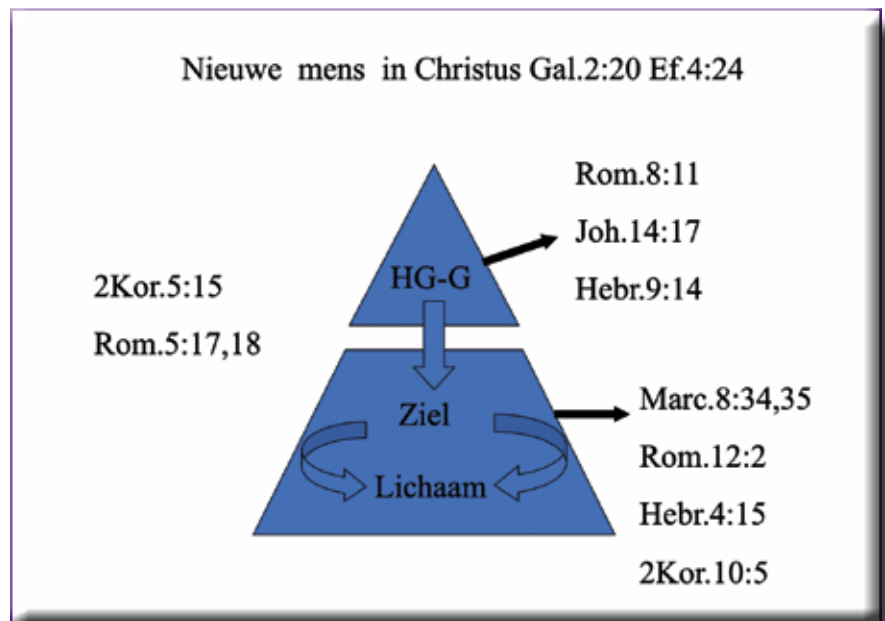 Nieuwe mens in Christus Gal.2:20 Ef.4:24
Rom.8:11
Joh.14:17
Hebr.9:14
HG-G
2Kor.5:15
Rom.5:17,18
Ziel
Lichaam
Marc.8:34,35
Rom.12:2
Hebr.4:15
2Kor.10:5